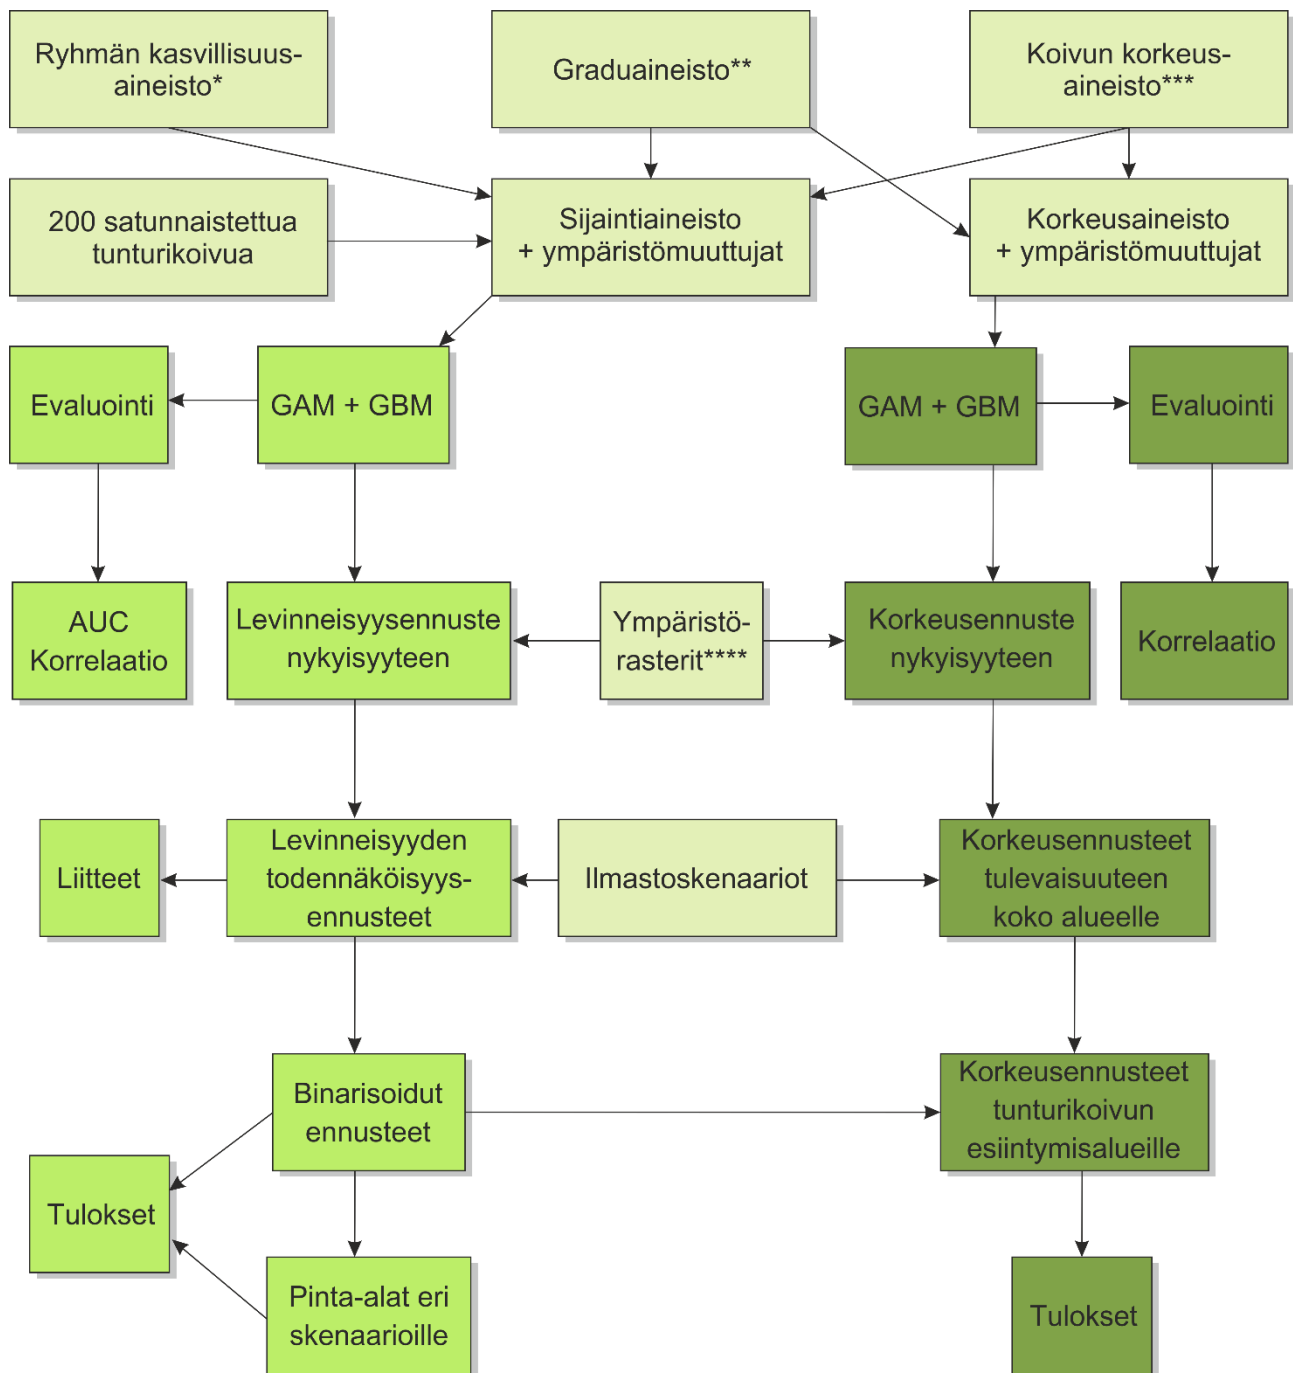 Ryhmän kasvillisuus-
aineisto*
Graduaineisto**
Koivun korkeus-
aineisto***
200 satunnaistettua
tunturikoivua
Sijaintiaineisto
+ ympäristömuuttujat
Korkeusaineisto
+ ympäristömuuttujat
Evaluointi
GAM + GBM
GAM + GBM
Evaluointi
AUC
Korrelaatio
Levinneisyysennuste
nykyisyyteen
Ympäristö-
rasterit****
Korkeusennuste
nykyisyyteen
Korrelaatio
Liitteet
Levinneisyyden
todennäköisyys-
ennusteet
Ilmastoskenaariot
Korkeusennusteet
tulevaisuuteen
koko alueelle
Binarisoidut
ennusteet
Korkeusennusteet
tunturikoivun
esiintymisalueille
Tulokset
Pinta-alat eri
skenaarioille
Tulokset